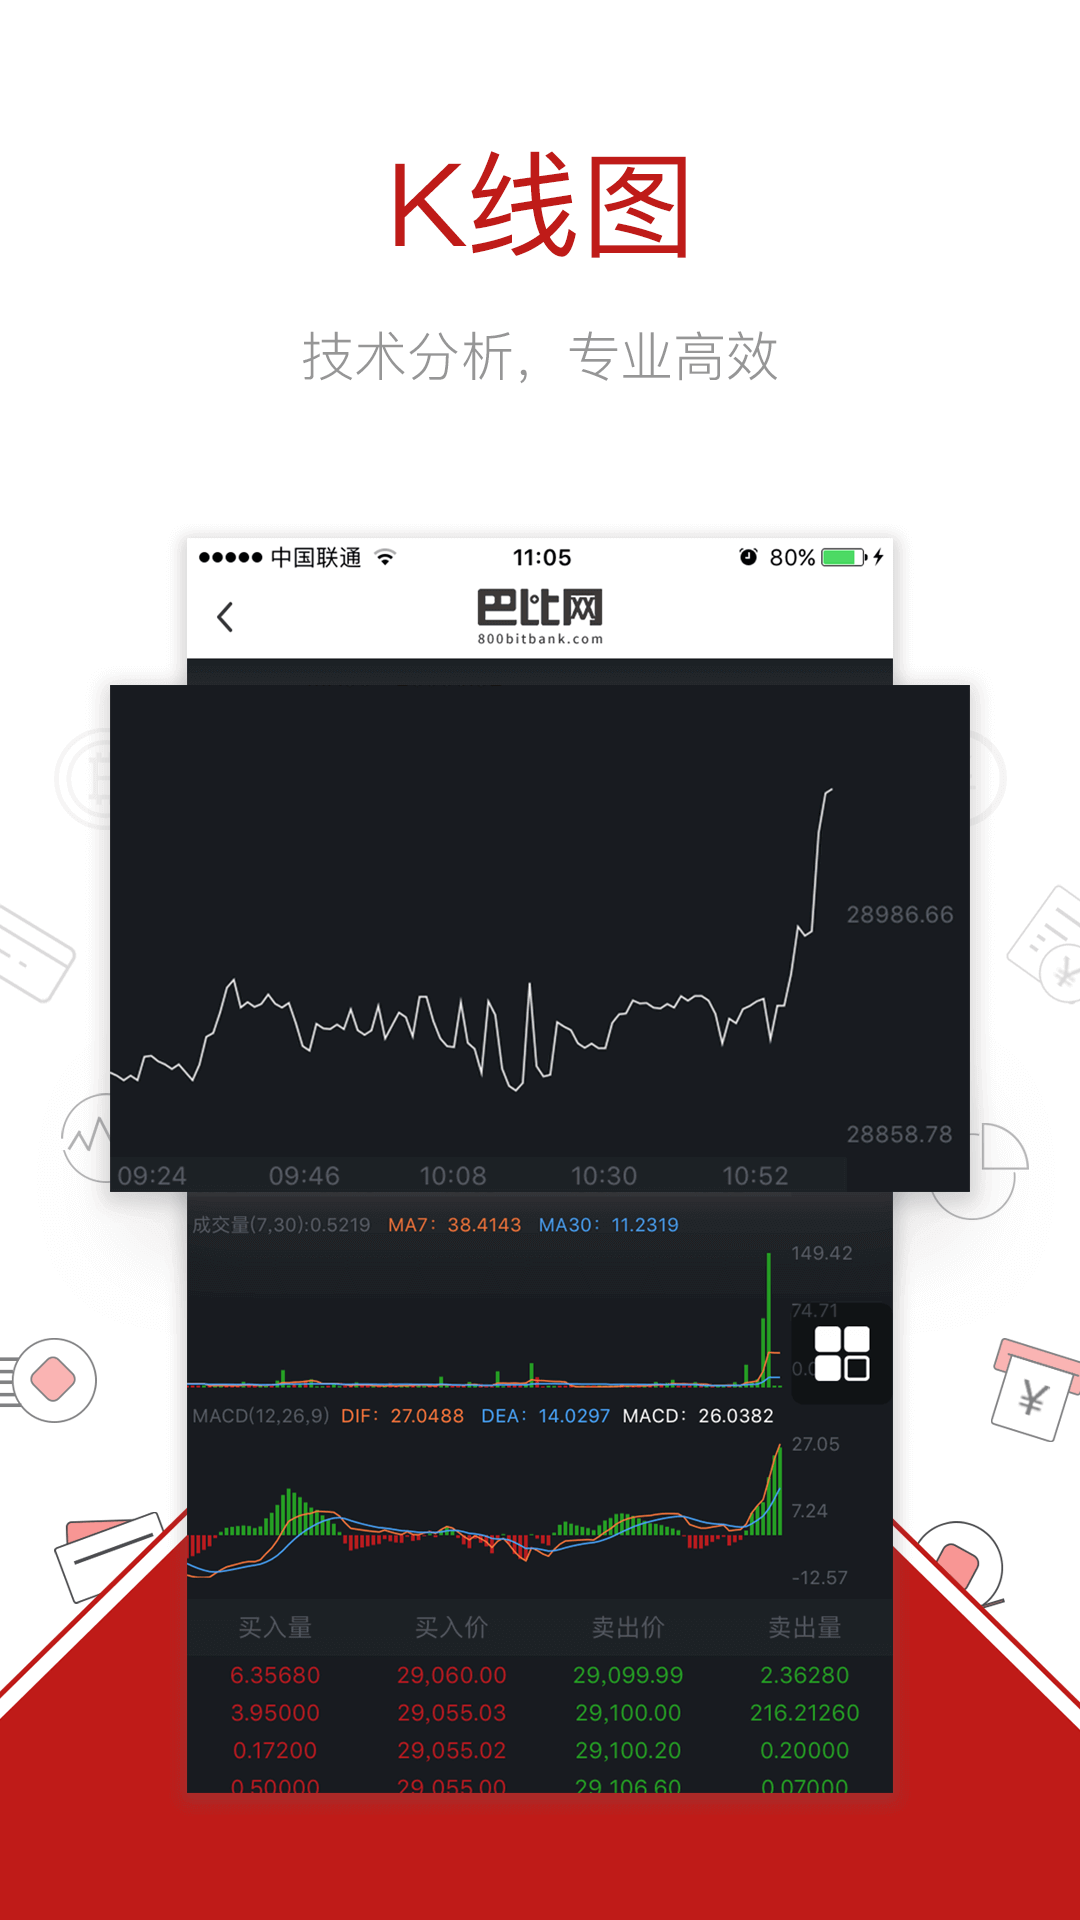 K线图
技术分析，专业高效
中国联通 11:05 80%
巴比网
800bitbank.com
28986.66
28858.78
09:24 09:46 10:08 10:30 10:52
成交量(7,30):0.5219 MA7: 38.4143 MA30: 11.2319
149.42
74.71
MACD(12,26,9) DIF: 27.0488 DEA: 14.0297 MACD: 26.0382
27.05
7.24
-12.57
买入量 买入价 卖出价 卖出量
6.35680 29,060.00 29,099.99 2.36280
3.95000 29,055.03 29,100.00 216.21260
0.17200 29,055.02 29,100.20 0.20000
0.50000 29,055.00 29,106.60 0.07000